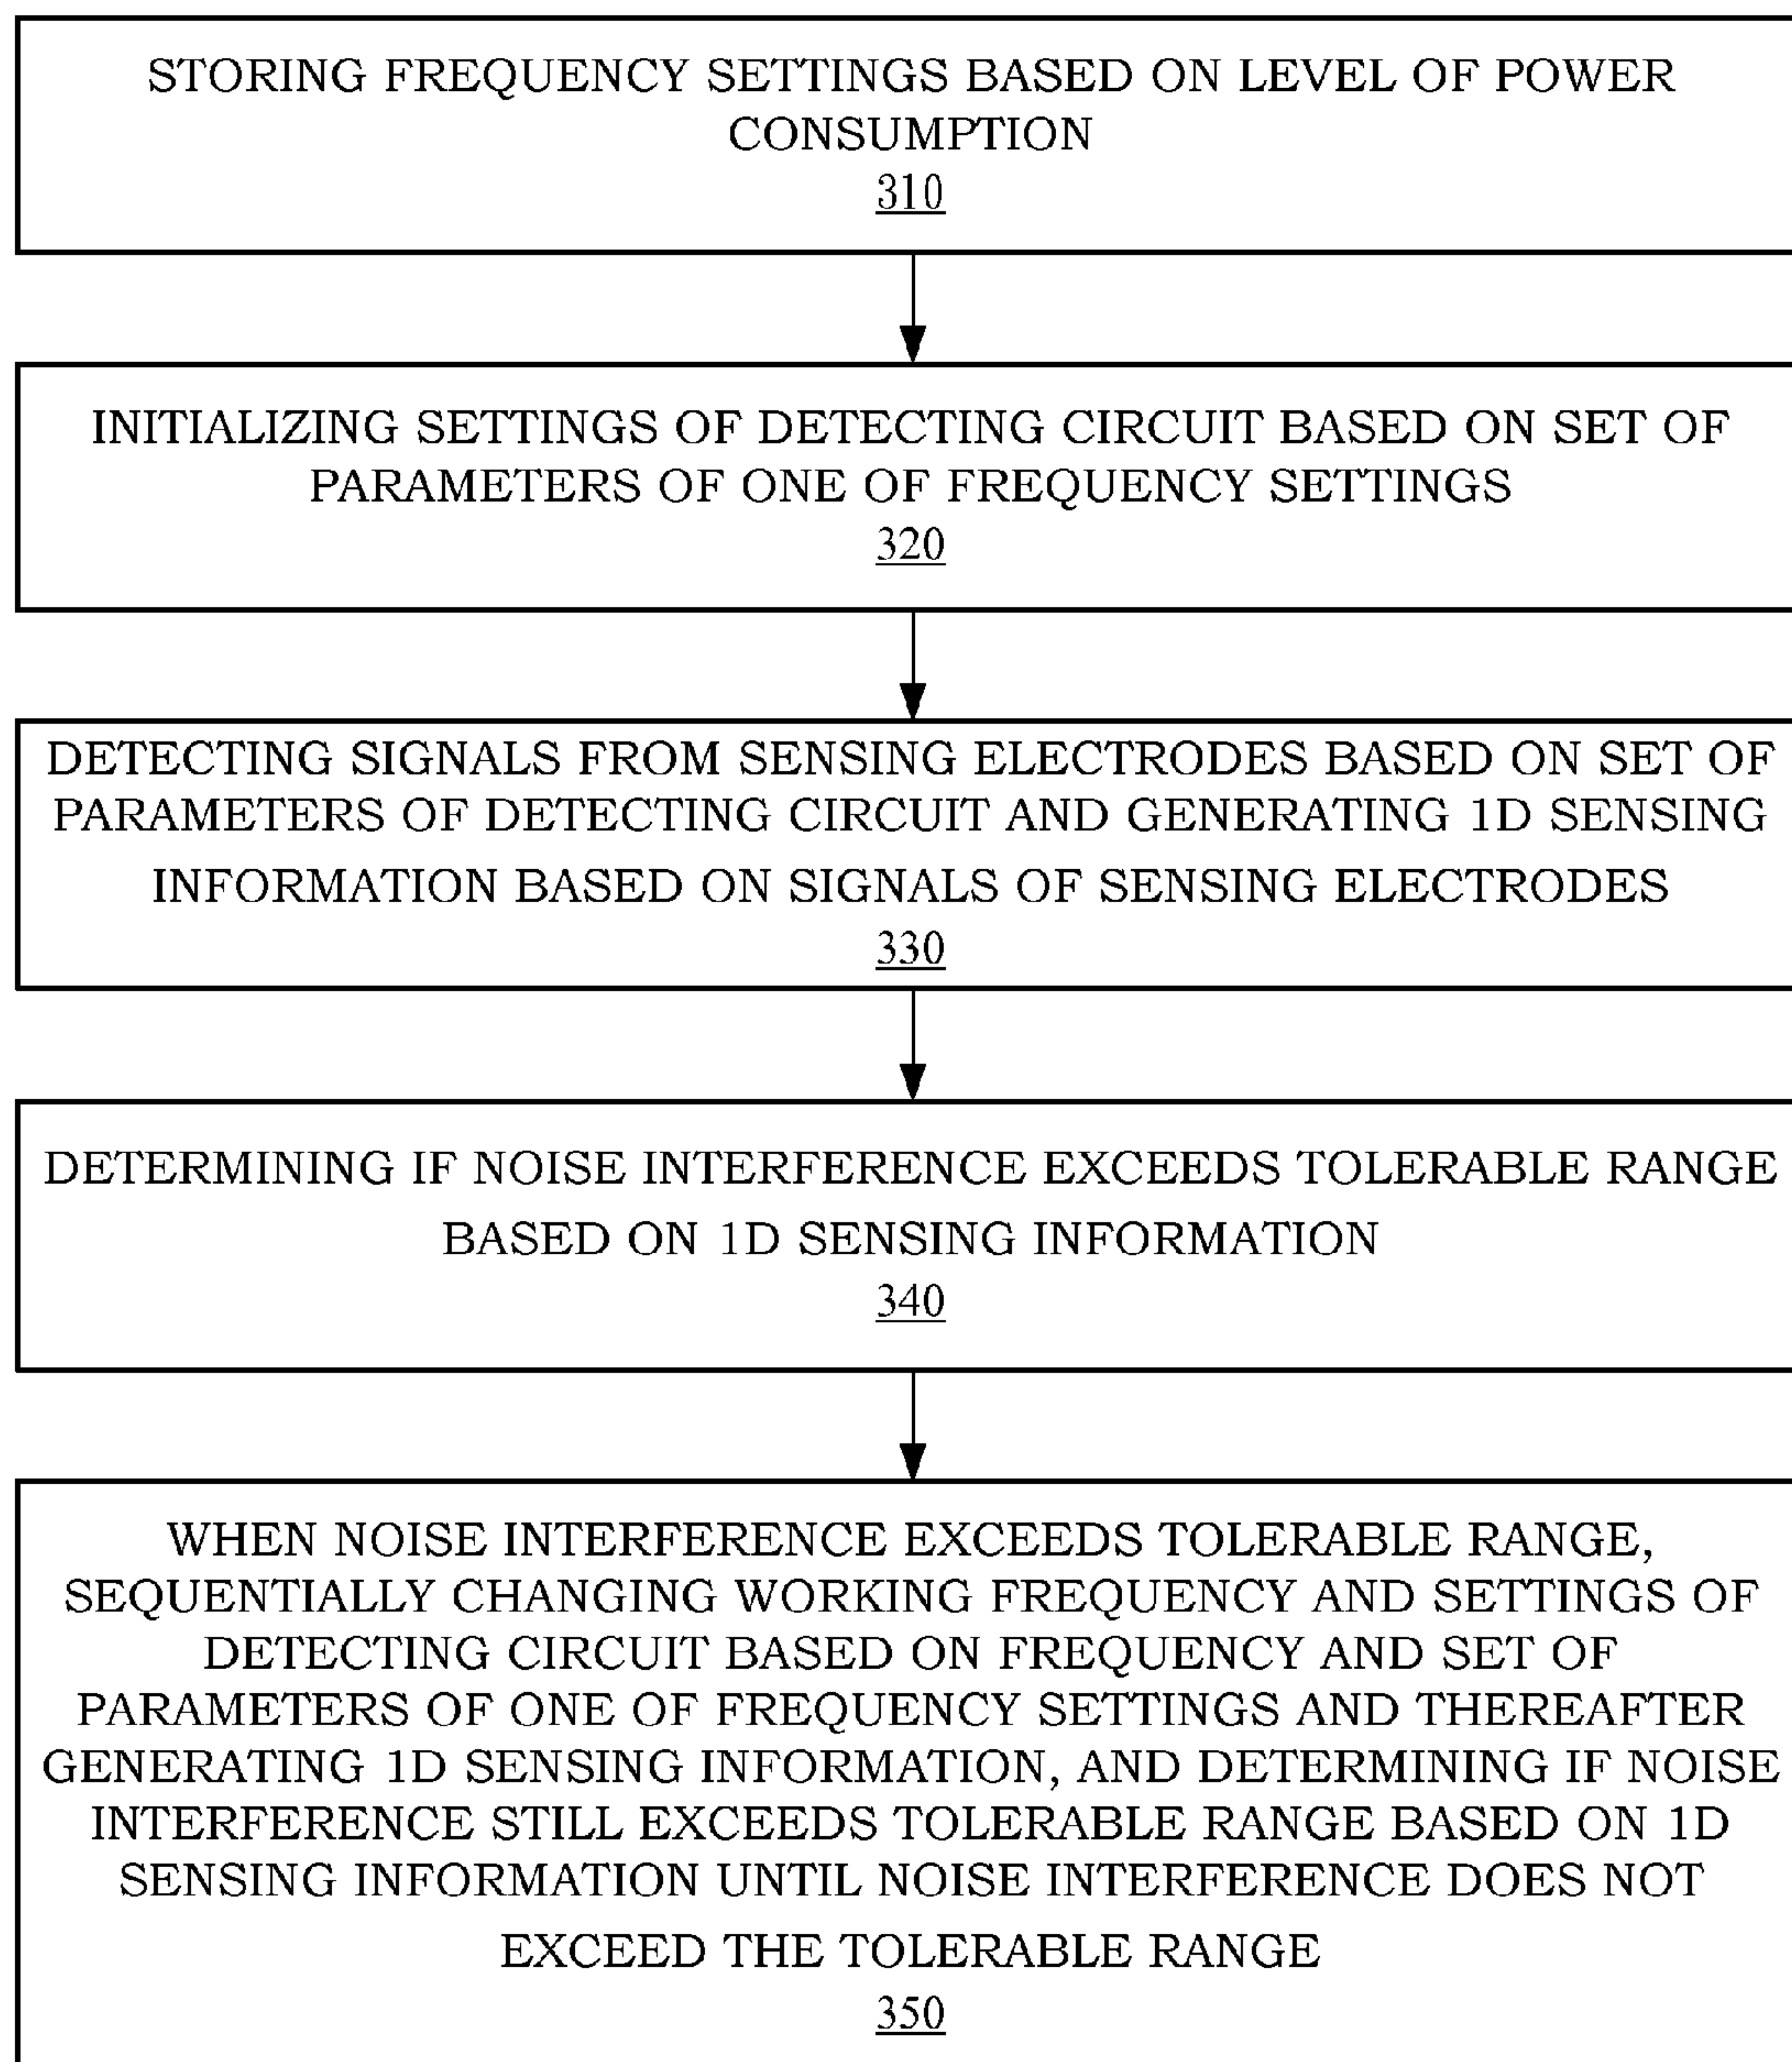 STORING FREQUENCY SETTINGS BASED ON LEVEL OF POWER
CONSUMPTION
310
INITIALIZING SETTINGS OF DETECTING CIRCUIT BASED ON SET OF
PARAMETERS OF ONE OF FREQUENCY SETTINGS
320
DETECTING SIGNALS FROM SENSING ELECTRODES BASED ON SET OF
PARAMETERS OF DETECTING CIRCUIT AND GENERATING 1D SENSING
INFORMATION BASED ON SIGNALS OF SENSING ELECTRODES
330
DETERMINING IF NOISE INTERFERENCE EXCEEDS TOLERABLE RANGE
BASED ON 1D SENSING INFORMATION
340
WHEN NOISE INTERFERENCE EXCEEDS TOLERABLE RANGE,
SEQUENTIALLY CHANGING WORKING FREQUENCY AND SETTINGS OF
DETECTING CIRCUIT BASED ON FREQUENCY AND SET OF
PARAMETERS OF ONE OF FREQUENCY SETTINGS AND THEREAFTER
GENERATING 1D SENSING INFORMATION, AND DETERMINING IF NOISE
INTERFERENCE STILL EXCEEDS TOLERABLE RANGE BASED ON 1D
SENSING INFORMATION UNTIL NOISE INTERFERENCE DOES NOT
EXCEED THE TOLERABLE RANGE
350